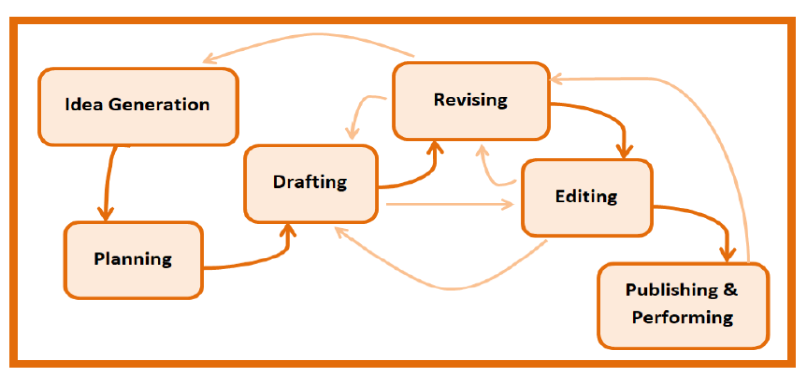 Idea Generation
Planning
Drafting
Revising
Editing
Publishing &
Performing